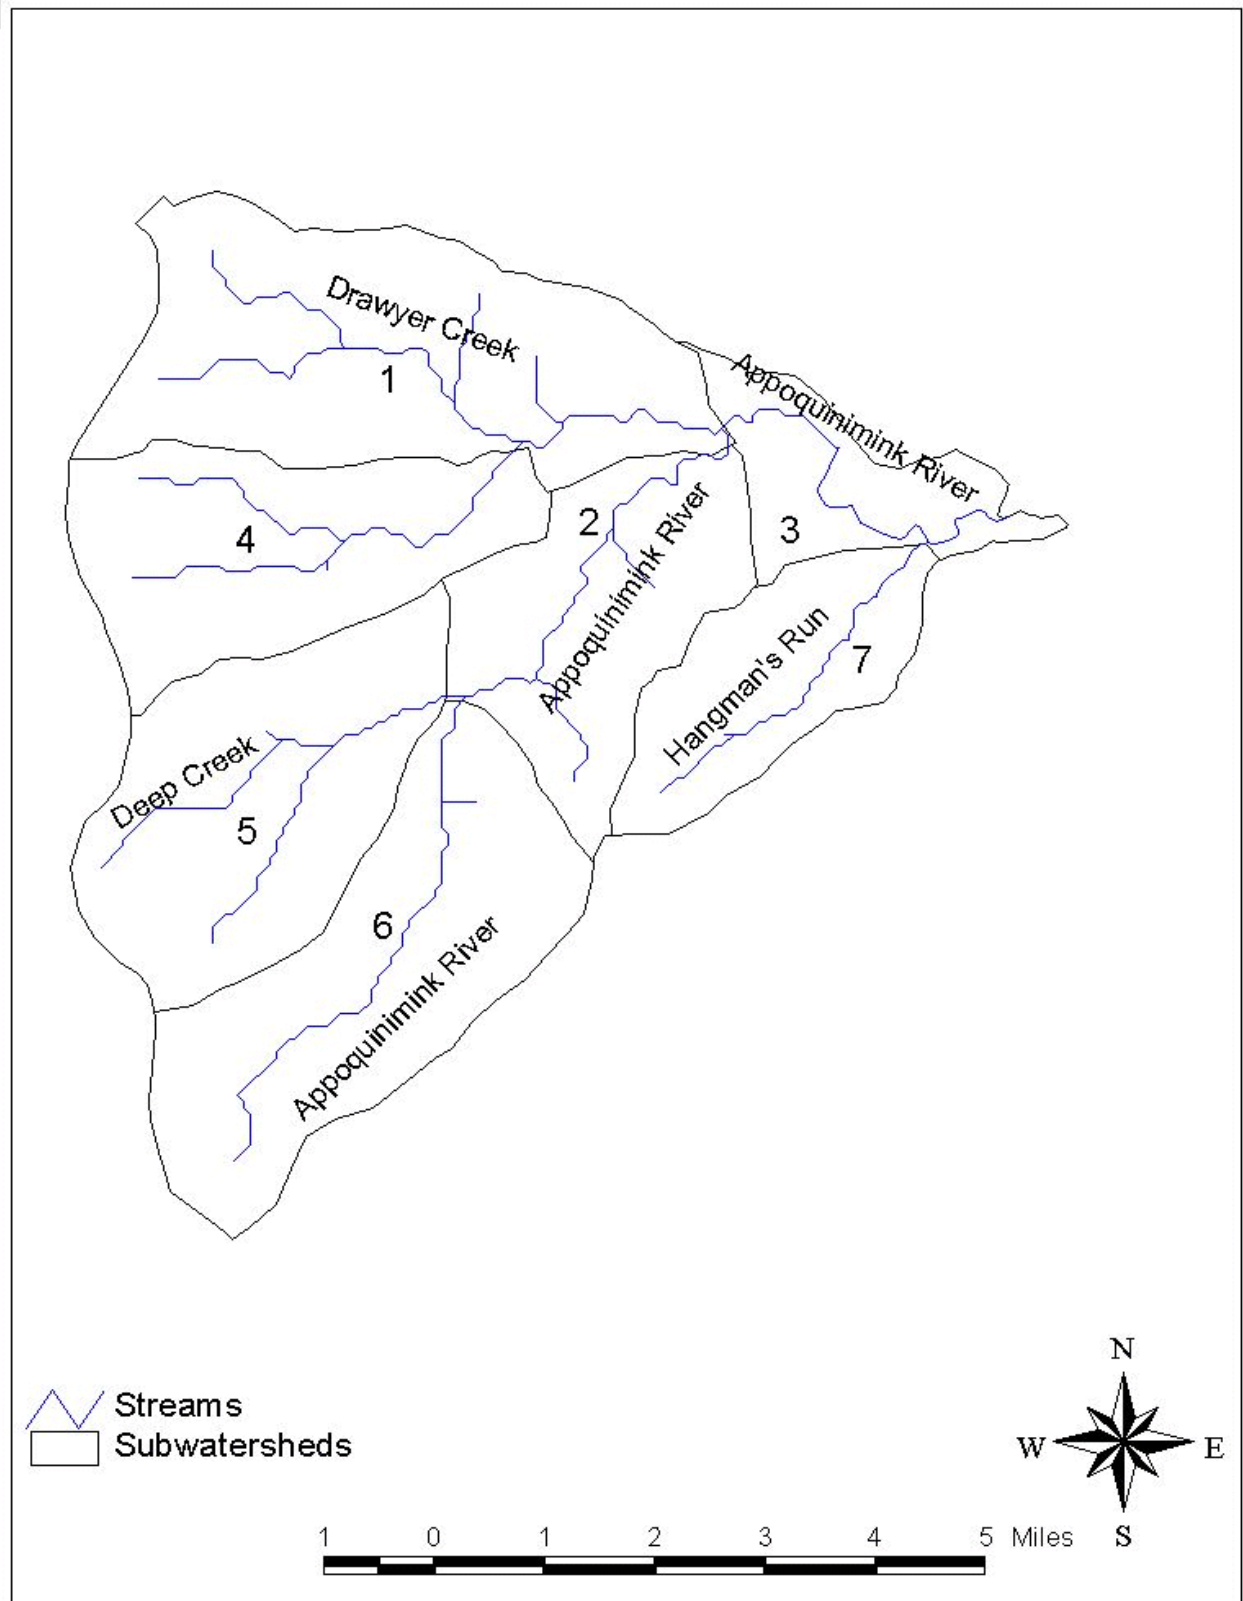 Drawyer Creek
1
Appoquinimink River
2
Appoquinimink River
3
4
Hangman's Run
7
Deep Creek
5
6
Appoquinimink River
Streams
Subwatersheds
N
W
E
S
1 0 1 2 3 4 5 Miles